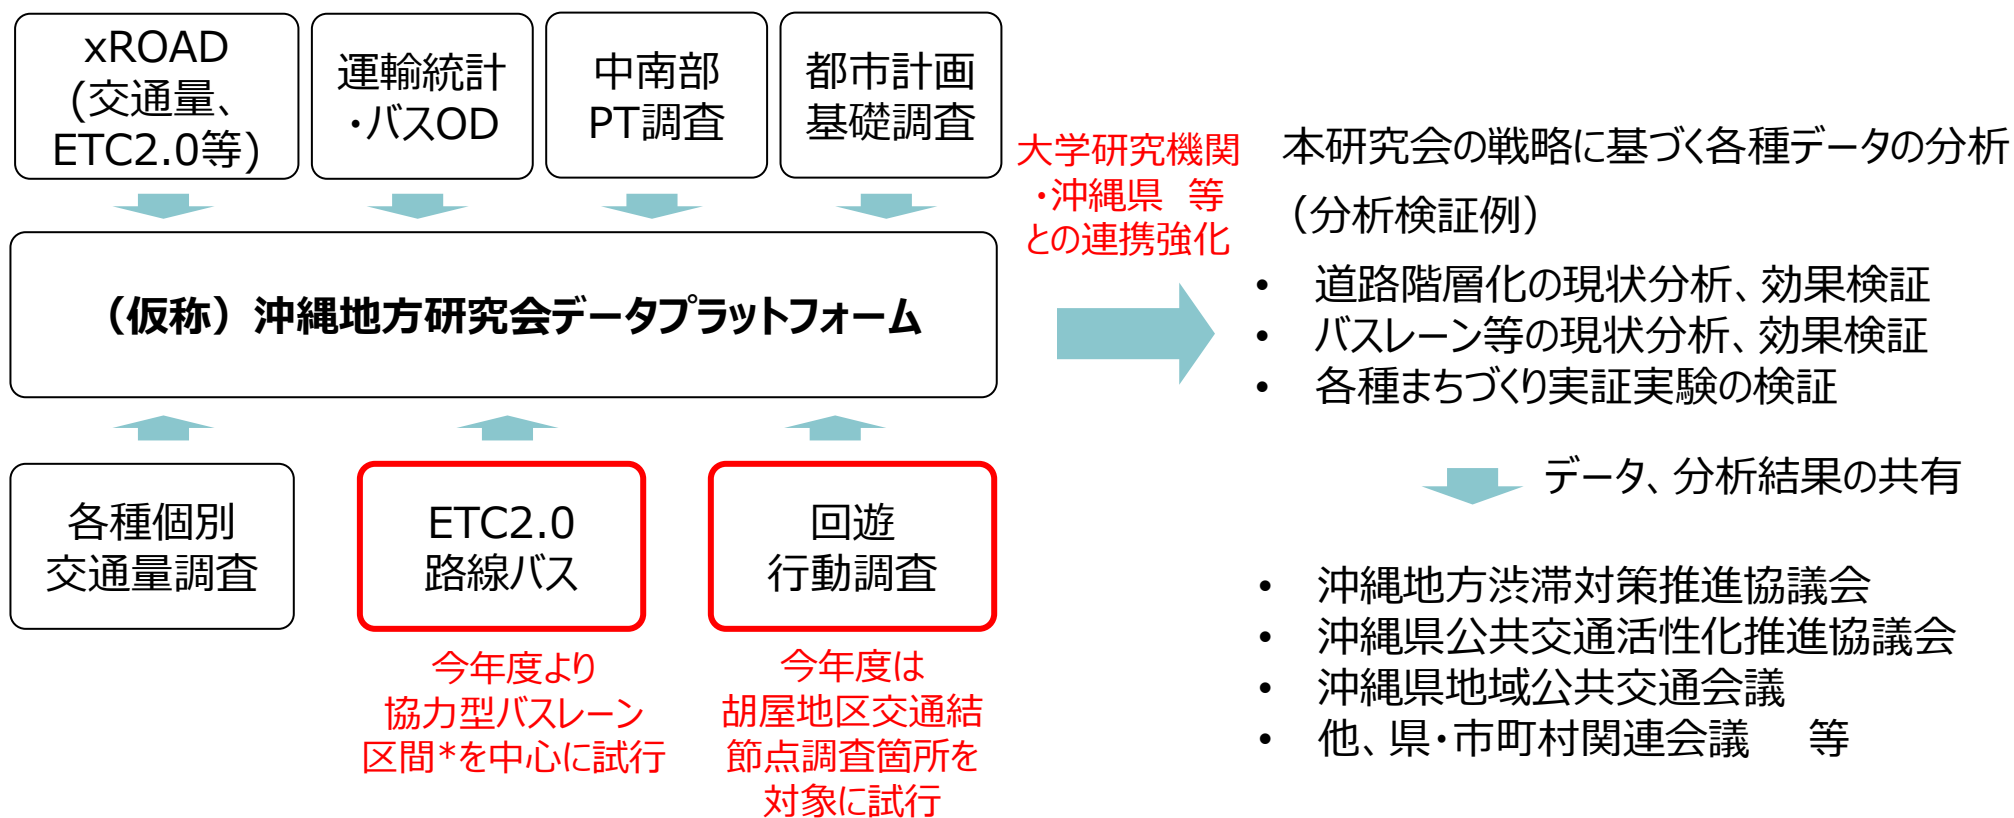 xROAD
(交通量、
ETC2.0等)
運輸統計
・バスOD
中南部
PT調査
都市計画
基礎調査
(仮称)沖縄地方研究会データプラットフォーム
各種個別
交通量調査
ETC2.0
路線バス
回遊
行動調査
今年度より
協力型バスレーン
区間*を中心に試行
今年度は
胡屋地区交通結
節点調査箇所を
対象に試行
大学研究機関
・沖縄県 等
との連携強化
本研究会の戦略に基づく各種データの分析
(分析検証例)
• 道路階層化の現状分析、効果検証
• バスレーン等の現状分析、効果検証
• 各種まちづくり実証実験の検証
データ、分析結果の共有
• 沖縄地方渋滞対策推進協議会
• 沖縄県公共交通活性化推進協議会
• 沖縄県地域公共交通会議
• 他、県・市町村関連会議 等